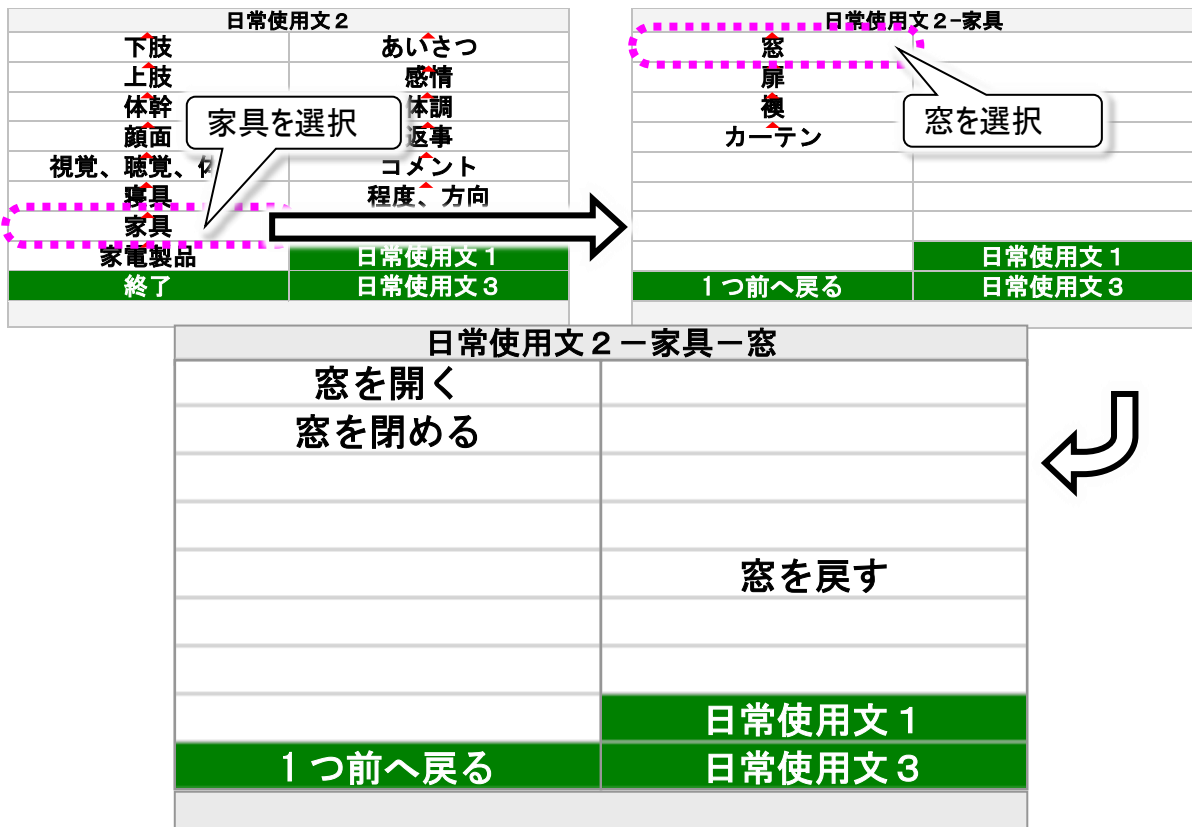 日常使用文２
下肢 あいさつ
上肢 感情
体幹 体調
顔面 返事
視覚、聴覚、 コメント
寝具 程度、方向
家具
家電製品 日常使用文１
終了 日常使用文３
家具を選択
日常使用文２-家具
窓
扉
襖
カーテン
日常使用文１
１つ前へ戻る 日常使用文３
窓を選択
日常使用文２－家具－窓
窓を開く
窓を閉める
窓を戻す
日常使用文１
１つ前へ戻る 日常使用文３